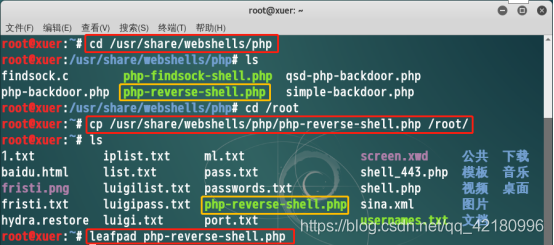 root@xuer: ~
文件(F) 编辑(E) 查看(V) 搜索(S) 终端(T) 帮助(H)
root@xuer:~# cd /usr/share/webshells/php
root@xuer:/usr/share/webshells/php# ls
findsock.c php-findsock-shell.php qsd-php-backdoor.php
php-backdoor.php php-reverse-shell.php simple-backdoor.php
root@xuer:/usr/share/webshells/php# cd /root
root@xuer:~# cp /usr/share/webshells/php/php-reverse-shell.php /root/
root@xuer:~# ls
1.txt iplist.txt ml.txt screen.xwd 公共 下载
baidu.html list.txt pass.txt shell_443.php 模板 音乐
fristi.png luigilist.txt passwords.txt shell.php 视频 桌面
fristi.txt luigipass.txt php-reverse-shell.php sina.xml 图片
hydra.restore luigi.txt port.txt usernames.txt 文档
root@xuer:~# leafpad php-reverse-shell.php
https://blog.csdn.net/qq_42180996